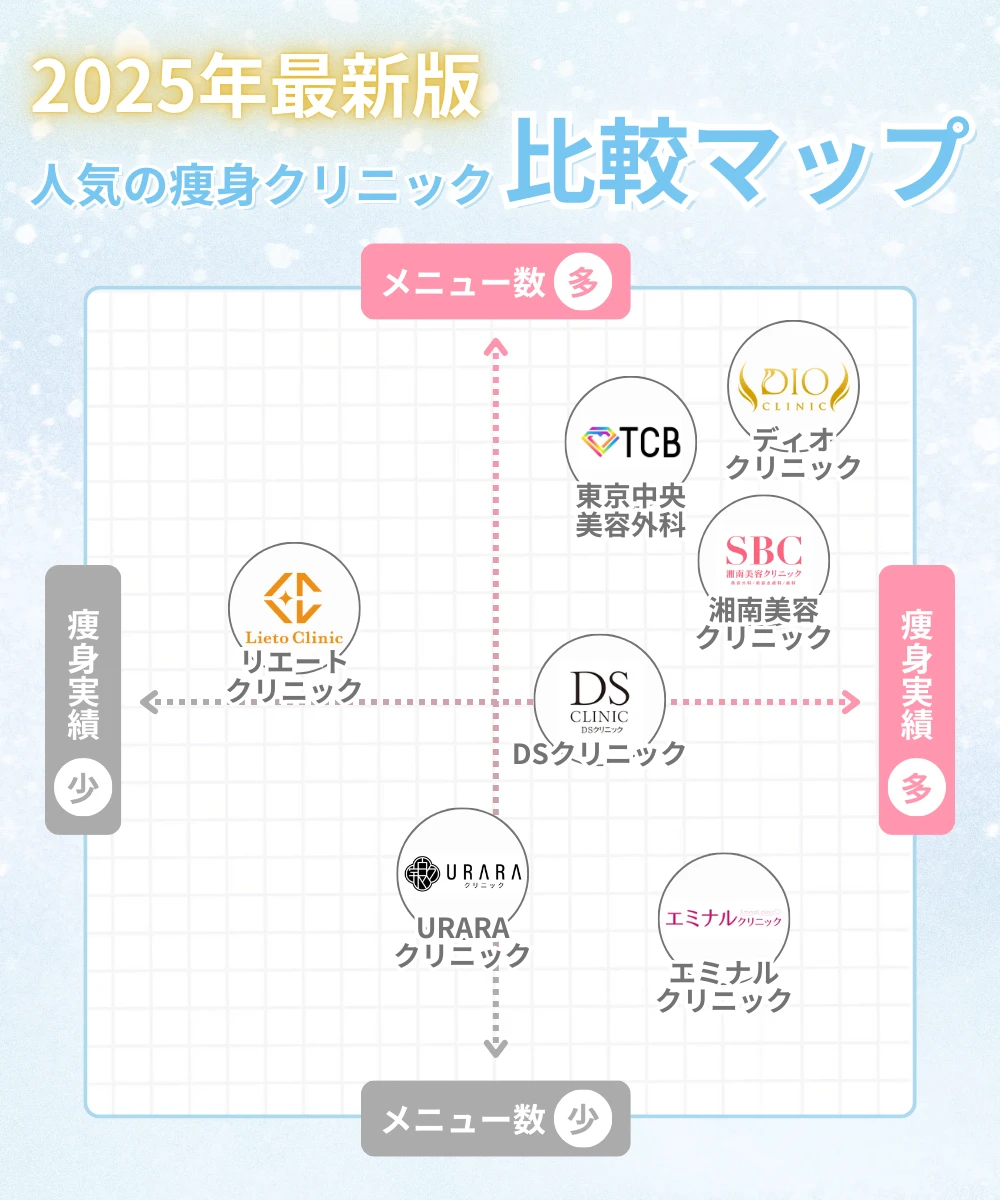 2025年最新版
人気の痩身クリニック 比較マップ
メニュー数 多
DIO
CLINIC
ディオ
クリニック
TCB
東京中央
美容外科
SBC
湘南美容クリニック
湘南美容
クリニック
Lieto Clinic
リエート
クリニック
痩身実績 少
痩身実績 多
DS
CLINIC
DSクリニック
DSクリニック
URARA
クリニック
URARA
クリニック
エミナルクリニック
エミナル
クリニック
メニュー数 少